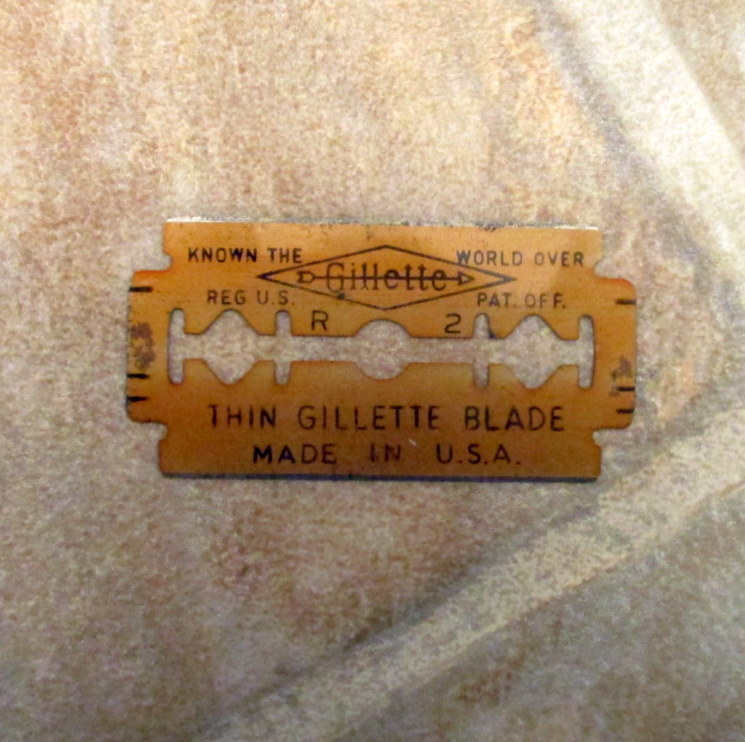 KNOWN THE WORLD OVER
Gillette
REG U.S. PAT. OFF.
R 2
THIN GILLETTE BLADE
MADE IN U.S.A.